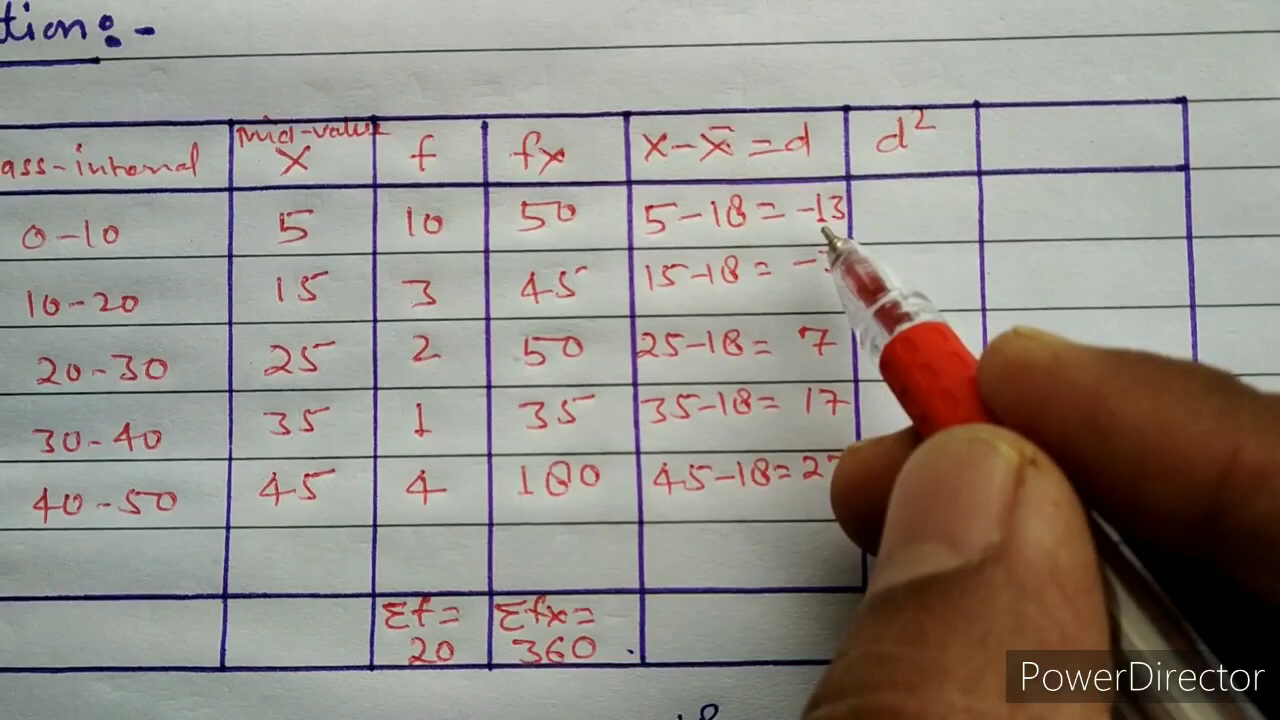 tion:-
ass-interval mid-value x f fx x-x̄=d d²
0-10 5 10 50 5-18=-13
10-20 15 3 45 15-18=-
20-30 25 2 50 25-18=7
30-40 35 1 35 35-18=17
40-50 45 4 180 45-18=27
Σf=20 Σfx=360.
PowerDirector